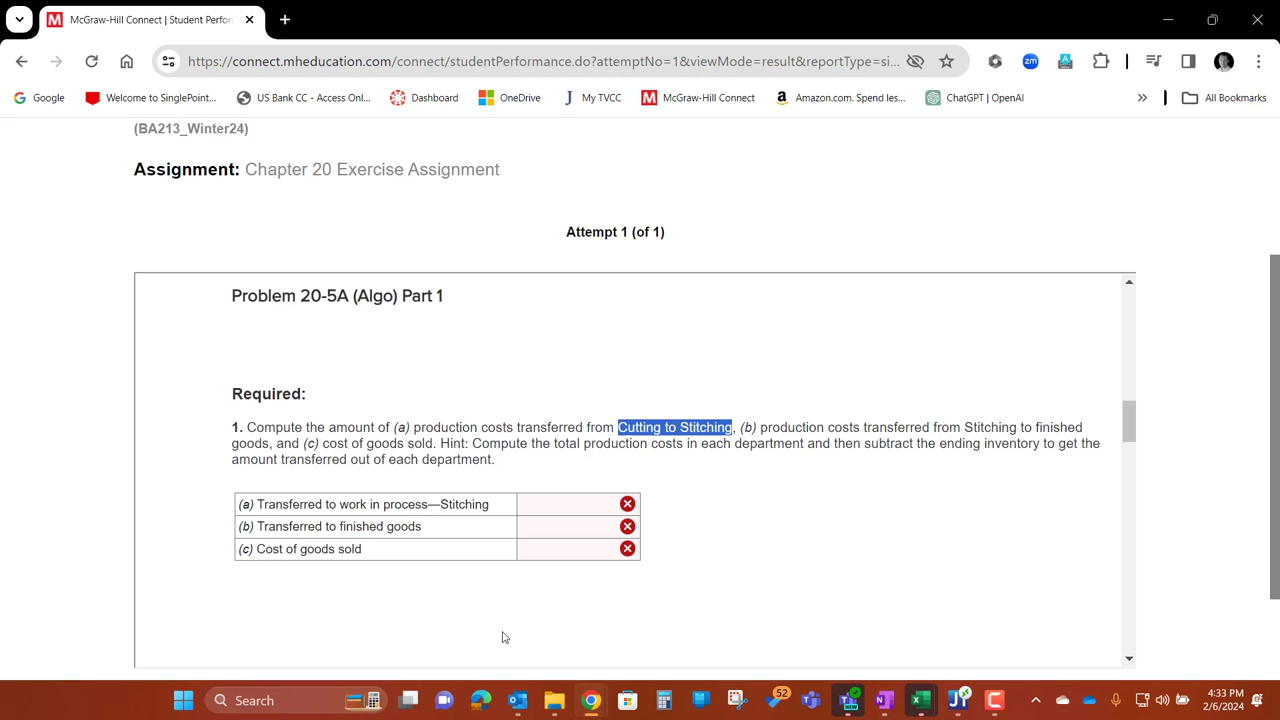 McGraw-Hill Connect | Student Perfor
https://connect.mheducation.com/connect/studentPerformance.do?attemptNo=1&viewMode=result&reportType=si...
zm
Google
Welcome to SinglePoint...
US Bank CC - Access Onl...
Dashboard
OneDrive
My TVCC
McGraw-Hill Connect
Amazon.com. Spend les...
ChatGPT | OpenAI
All Bookmarks
(BA213_Winter24)
Assignment: Chapter 20 Exercise Assignment
Attempt 1 (of 1)
Problem 20-5A (Algo) Part 1
Required:
1. Compute the amount of (a) production costs transferred from Cutting to Stitching, (b) production costs transferred from Stitching to finished
goods, and (c) cost of goods sold. Hint: Compute the total production costs in each department and then subtract the ending inventory to get the
amount transferred out of each department.
(a) Transferred to work in process—Stitching
(b) Transferred to finished goods
(c) Cost of goods sold
Search
52
4:33 PM
2/6/2024